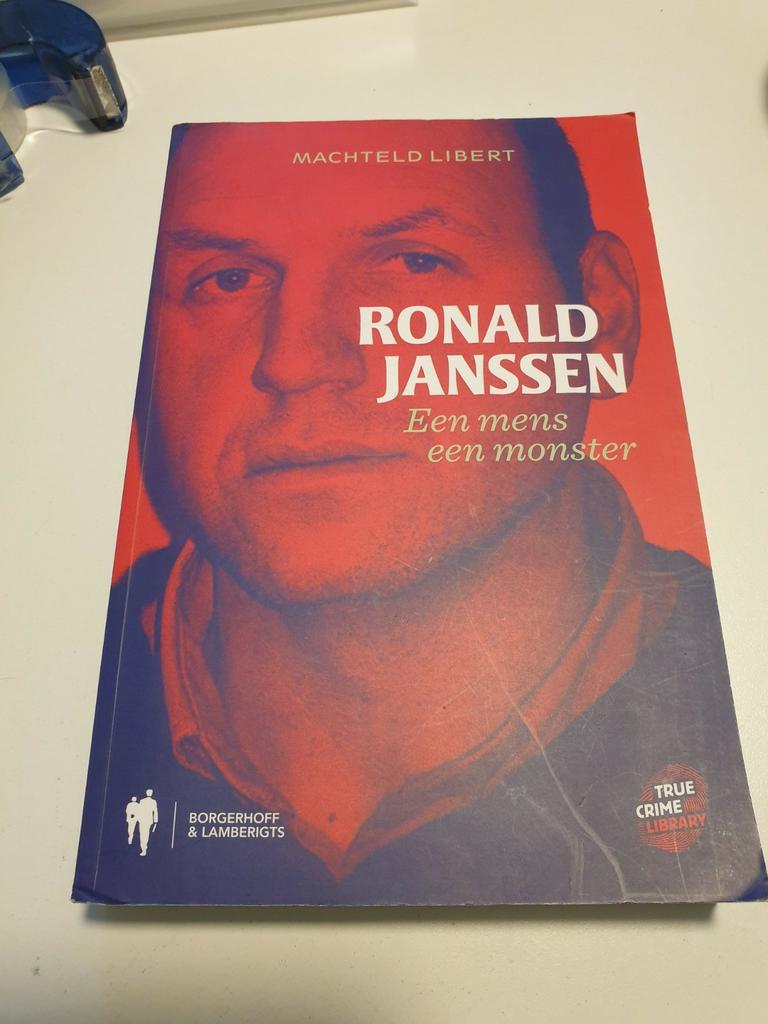 MACHTELD LIBERT
RONALD
JANSSEN
Een mens
een monster
BORGERHOFF
& LAMBERIGTS
TRUE
CRIME
LIBRARY